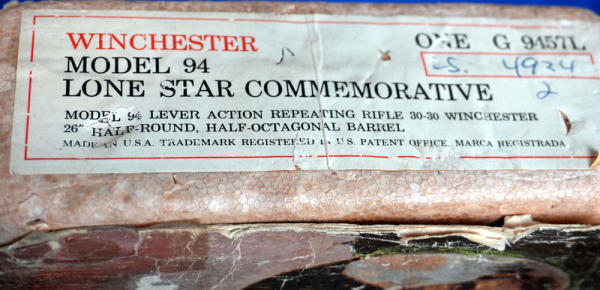 WINCHESTER ONE G 9457L
MODEL 94 4924
LONE STAR COMMEMORATIVE 2
MODEL 94 LEVER ACTION REPEATING RIFLE 30-30 WINCHESTER
26" HALF-ROUND, HALF-OCTAGONAL BARREL
MADE IN U.S.A. TRADEMARK REGISTERED IN U.S. PATENT OFFICE. MARCA REGISTRADA